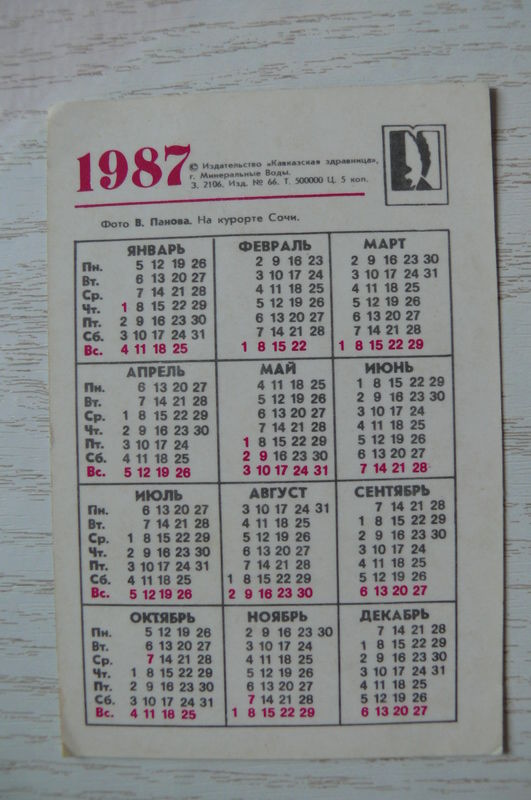 1987
© Издательство «Кавказская здравница»,
г. Минеральные Воды.
З. 2106. Изд. № 66. Т. 500000 Ц. 5 коп.
Фото В. Панова. На курорте Сочи.
ЯНВАРЬ ФЕВРАЛЬ МАРТ
Пн. 5 12 19 26 2 9 16 23 2 9 16 23 30
Вт. 6 13 20 27 3 10 17 24 3 10 17 24 31
Ср. 7 14 21 28 4 11 18 25 4 11 18 25
Чт. 1 8 15 22 29 5 12 19 26 5 12 19 26
Пт. 2 9 16 23 30 6 13 20 27 6 13 20 27
Сб. 3 10 17 24 31 7 14 21 28 7 14 21 28
Вс. 4 11 18 25 1 8 15 22 1 8 15 22 29
АПРЕЛЬ МАЙ ИЮНЬ
Пн. 6 13 20 27 4 11 18 25 1 8 15 22 29
Вт. 7 14 21 28 5 12 19 26 2 9 16 23 30
Ср. 1 8 15 22 29 6 13 20 27 3 10 17 24
Чт. 2 9 16 23 30 7 14 21 28 4 11 18 25
Пт. 3 10 17 24 1 8 15 22 29 5 12 19 26
Сб. 4 11 18 25 2 9 16 23 30 6 13 20 27
Вс. 5 12 19 26 3 10 17 24 31 7 14 21 28
ИЮЛЬ АВГУСТ СЕНТЯБРЬ
Пн. 6 13 20 27 3 10 17 24 31 7 14 21 28
Вт. 7 14 21 28 4 11 18 25 1 8 15 22 29
Ср. 1 8 15 22 29 5 12 19 26 2 9 16 23 30
Чт. 2 9 16 23 30 6 13 20 27 3 10 17 24
Пт. 3 10 17 24 31 7 14 21 28 4 11 18 25
Сб. 4 11 18 25 1 8 15 22 29 5 12 19 26
Вс. 5 12 19 26 2 9 16 23 30 6 13 20 27
ОКТЯБРЬ НОЯБРЬ ДЕКАБРЬ
Пн. 5 12 19 26 2 9 16 23 30 7 14 21 28
Вт. 6 13 20 27 3 10 17 24 1 8 15 22 29
Ср. 7 14 21 28 4 11 18 25 2 9 16 23 30
Чт. 1 8 15 22 29 5 12 19 26 3 10 17 24 31
Пт. 2 9 16 23 30 6 13 20 27 4 11 18 25
Сб. 3 10 17 24 31 7 14 21 28 5 12 19 26
Вс. 4 11 18 25 1 8 15 22 29 6 13 20 27